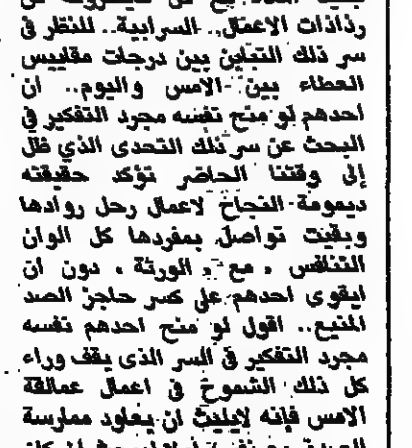 رذاذات الاعمال.. السرابية.. للنظر في
سر ذلك التباين بين درجات مقاييس
العطاء بين الامس واليوم.. ان
احدهم لو منح نفسه مجرد التفكير في
البحث عن سر ذلك التحدى الذي ظل
إلى وقتنا الحاضر تؤكد حقيقته
ديمومة النجاح لاعمال رحل روادها
وبقيت تواصل بمفردها كل الوان
التنافس « مع » الورثة ، دون ان
ايقوى احدهم على كسر حاجز الصد
المنيع.. اقول لو منح احدهم نفسه
مجرد التفكير في السر الذى يقف وراء
كل ذلك الشموخ في اعمال عمالقة
الامس فإنه لايلبث ان يعاود ممارسة